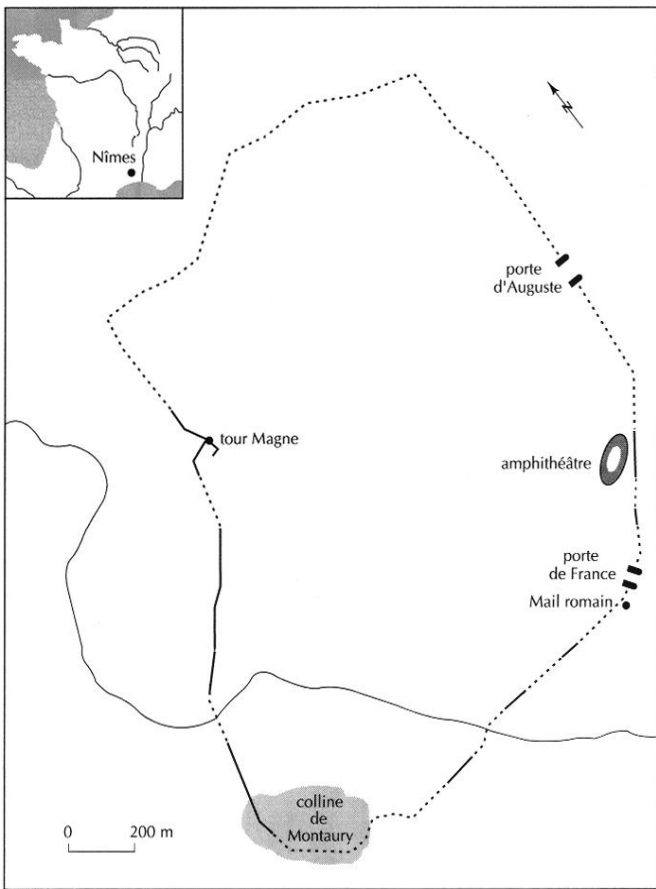 Nîmes
N
porte
d'Auguste
tour Magne
amphithéâtre
porte
de France
Mail romain
colline
de
Montaury
0 200 m